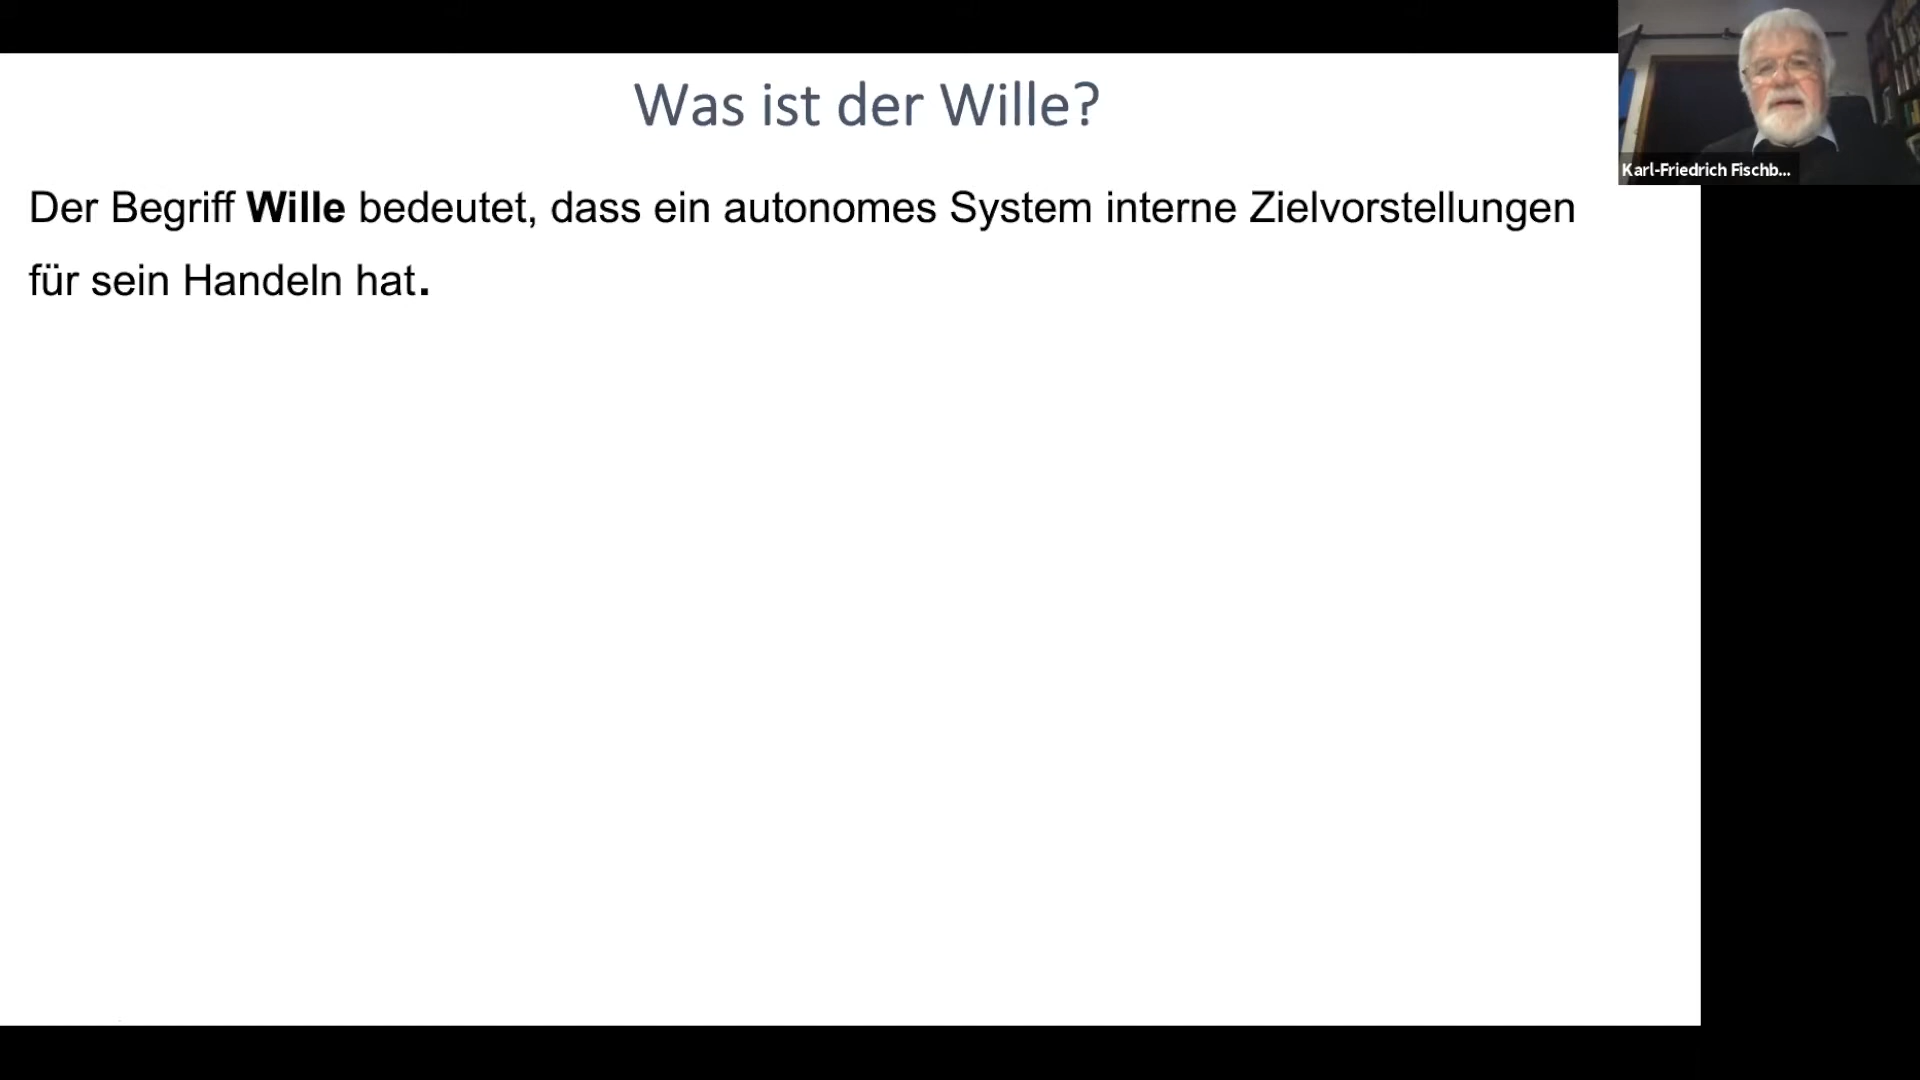 Was ist der Wille?
Der Begriff Wille bedeutet, dass ein autonomes System interne Zielvorstellungen
für sein Handeln hat.
Karl-Friedrich Fischb...